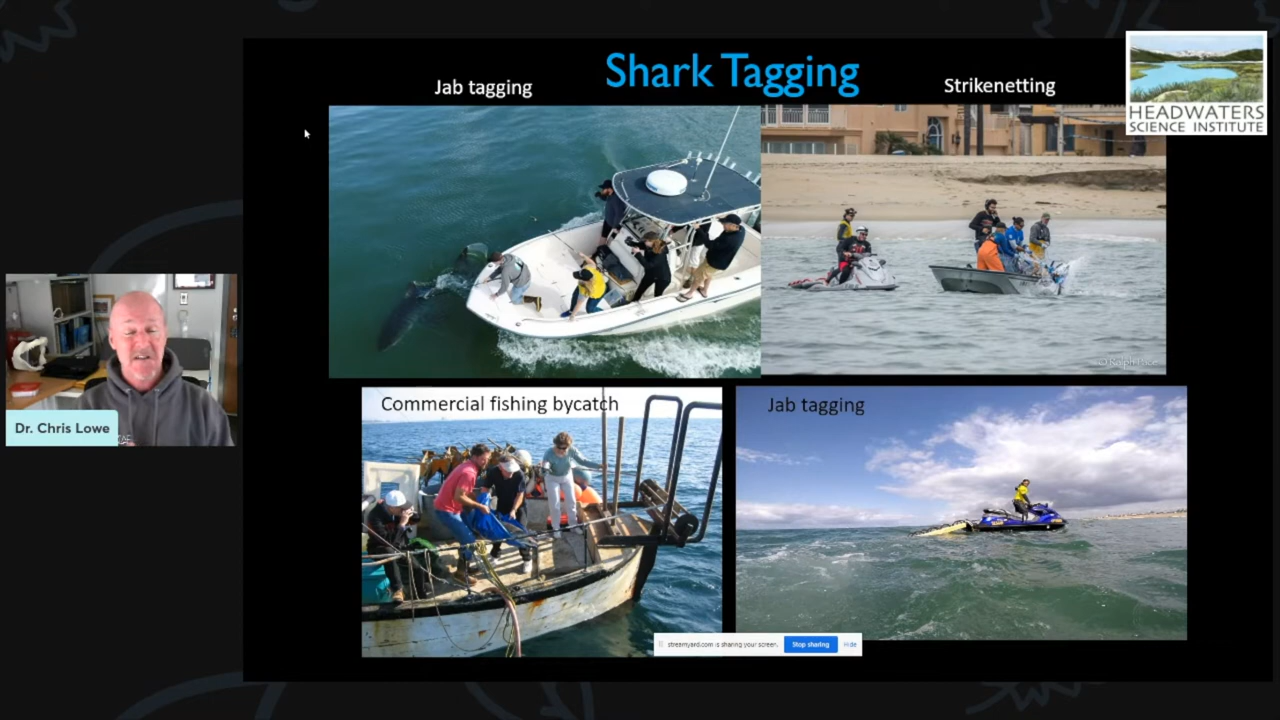 Shark Tagging
Jab tagging
Strikenetting
HEADWATERS
SCIENCE INSTITUTE
Commercial fishing bycatch
Jab tagging
Dr. Chris Lowe
streamyard.com is sharing your screen.
Stop sharing
Hide